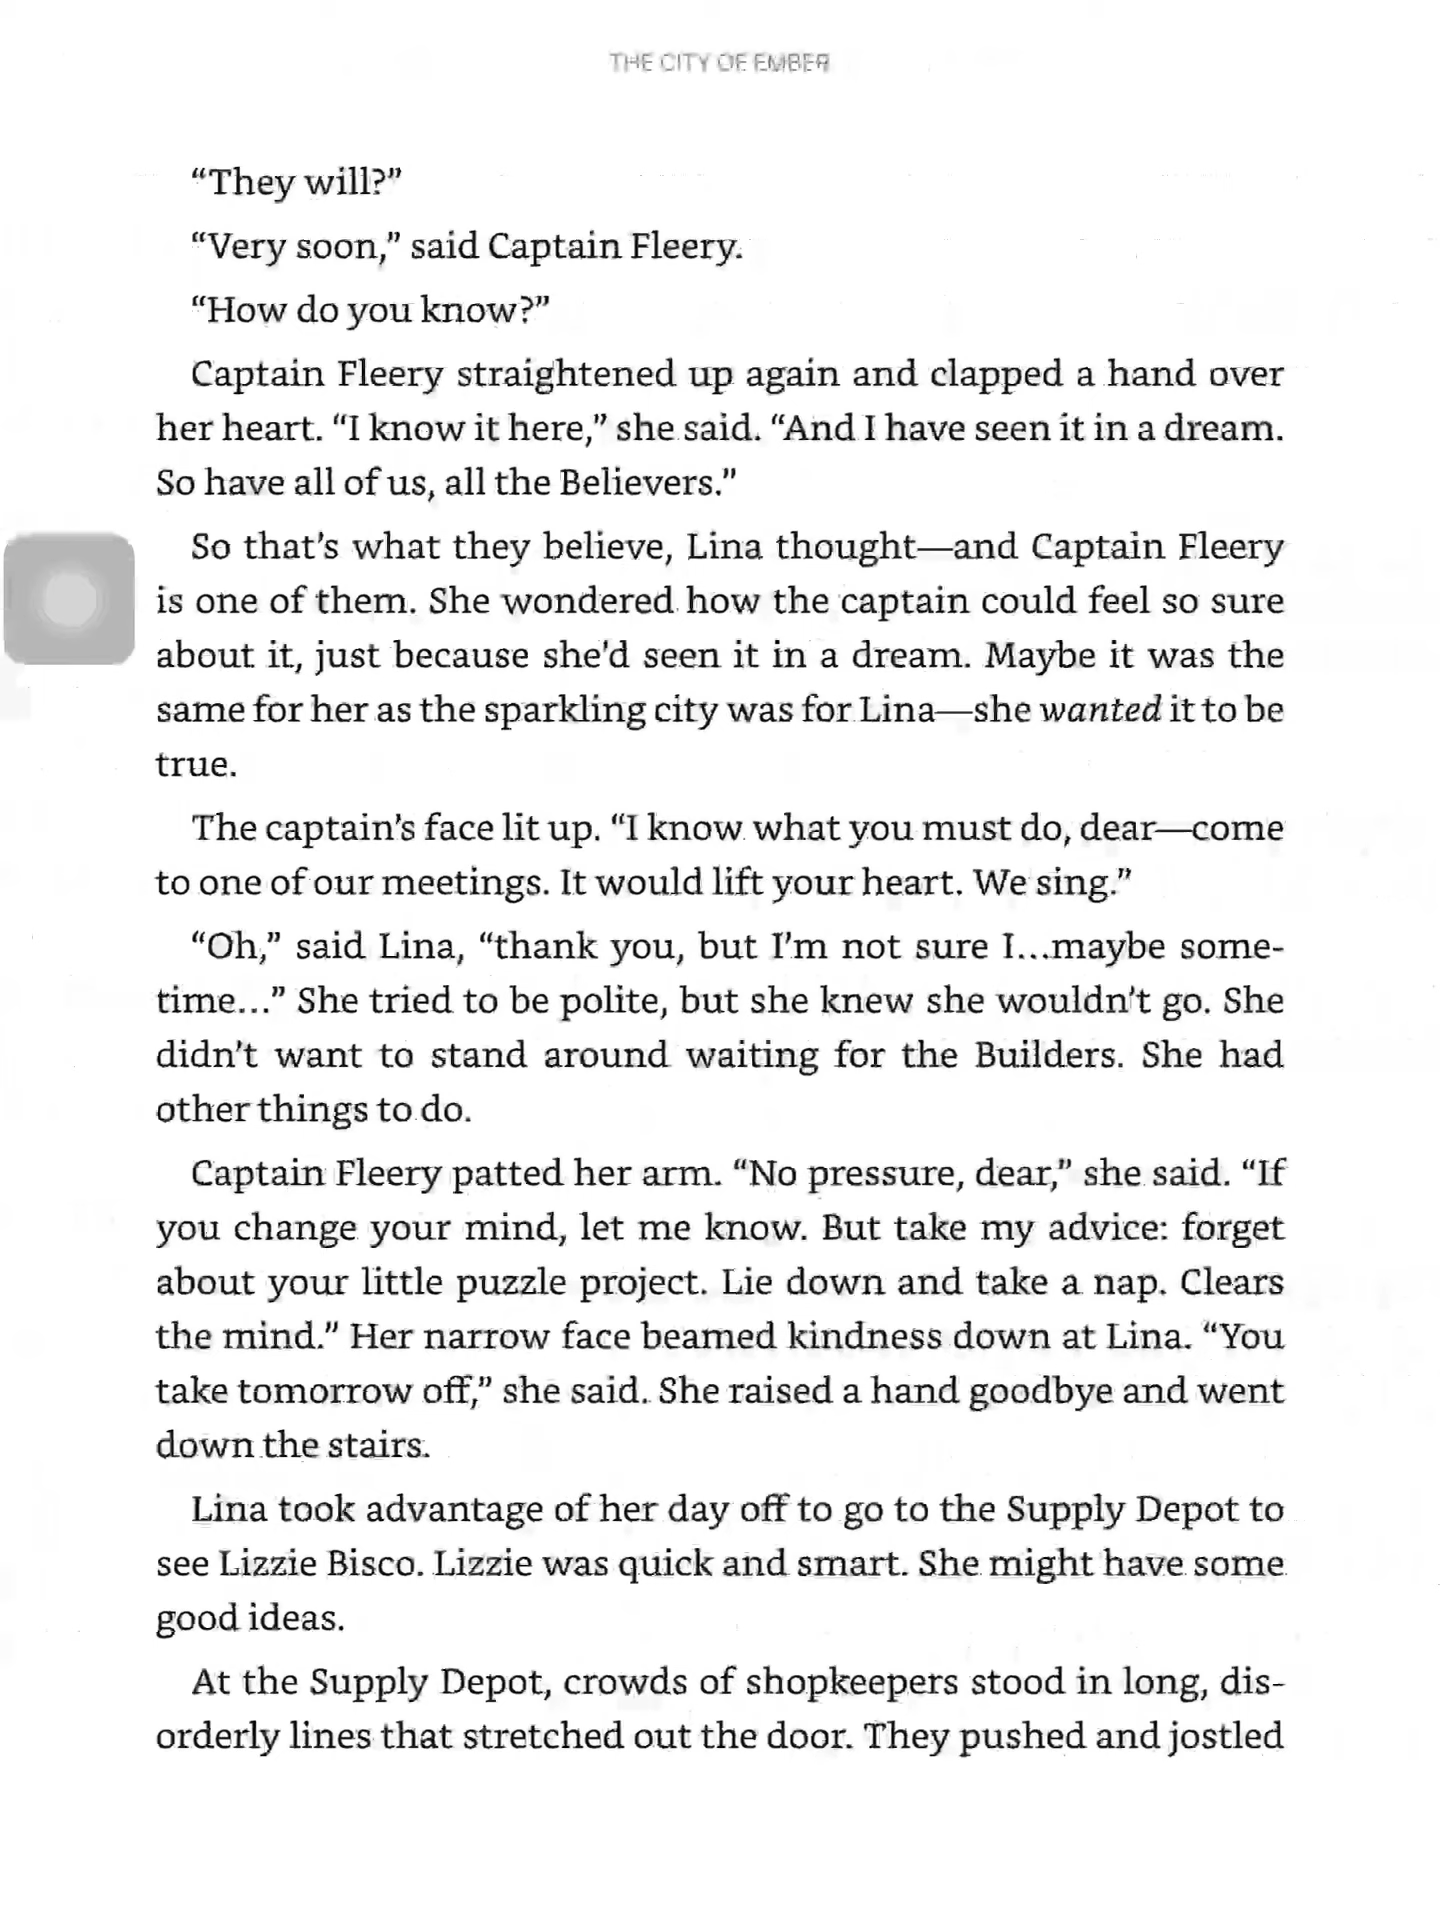 THE CITY OF EMBER
“They will?”
“Very soon,” said Captain Fleery.
“How do you know?”
Captain Fleery straightened up again and clapped a hand over
her heart. “I know it here,” she said. “And I have seen it in a dream.
So have all of us, all the Believers.”
So that’s what they believe, Lina thought—and Captain Fleery
is one of them. She wondered how the captain could feel so sure
about it, just because she’d seen it in a dream. Maybe it was the
same for her as the sparkling city was for Lina—she wanted it to be
true.
The captain’s face lit up. “I know what you must do, dear—come
to one of our meetings. It would lift your heart. We sing.”
“Oh,” said Lina, “thank you, but I’m not sure I...maybe some-
time...” She tried to be polite, but she knew she wouldn’t go. She
didn’t want to stand around waiting for the Builders. She had
other things to do.
Captain Fleery patted her arm. “No pressure, dear,” she said. “If
you change your mind, let me know. But take my advice: forget
about your little puzzle project. Lie down and take a nap. Clears
the mind.” Her narrow face beamed kindness down at Lina. “You
take tomorrow off,” she said. She raised a hand goodbye and went
down the stairs.
Lina took advantage of her day off to go to the Supply Depot to
see Lizzie Bisco. Lizzie was quick and smart. She might have some
good ideas.
At the Supply Depot, crowds of shopkeepers stood in long, dis-
orderly lines that stretched out the door. They pushed and jostled